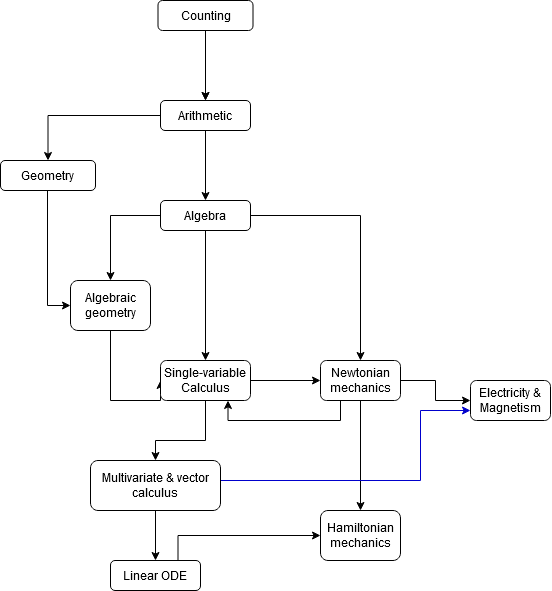 Counting
Arithmetic
Geometry
Algebra
Algebraic
geometry
Single-variable
Calculus
Newtonian
mechanics
Electricity &
Magnetism
Multivariate & vector
calculus
Hamiltonian
mechanics
Linear ODE